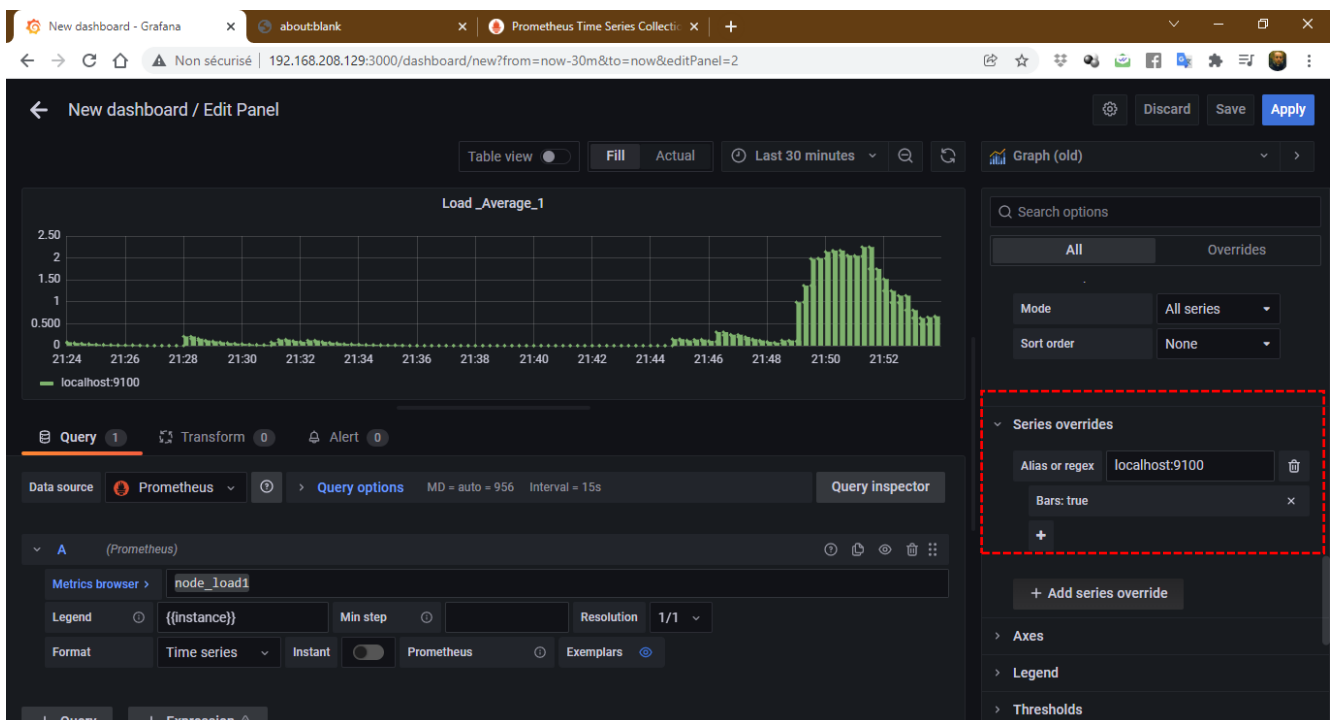 New dashboard - Grafana
about:blank
Prometheus Time Series Collectic
Non sécurisé 192.168.208.129:3000/dashboard/new?from=now-30m&to=now&editPanel=2
New dashboard / Edit Panel
Discard Save Apply
Table view Fill Actual Last 30 minutes
Graph (old)
Load _Average_1
2.50
2
1.50
1
0.500
0
21:24 21:26 21:28 21:30 21:32 21:34 21:36 21:38 21:40 21:42 21:44 21:46 21:48 21:50 21:52
localhost:9100
Query 1 Transform 0 Alert 0
Data source Prometheus > Query options MD = auto = 956 Interval = 15s Query inspector
A (Prometheus)
Metrics browser > node_load1
Legend {{instance}} Min step Resolution 1/1
Format Time series Instant Prometheus Exemplars
+ Query + Expression
Search options
All Overrides
Mode All series
Sort order None
Series overrides
Alias or regex localhost:9100
Bars: true ×
+
+ Add series override
> Axes
> Legend
> Thresholds